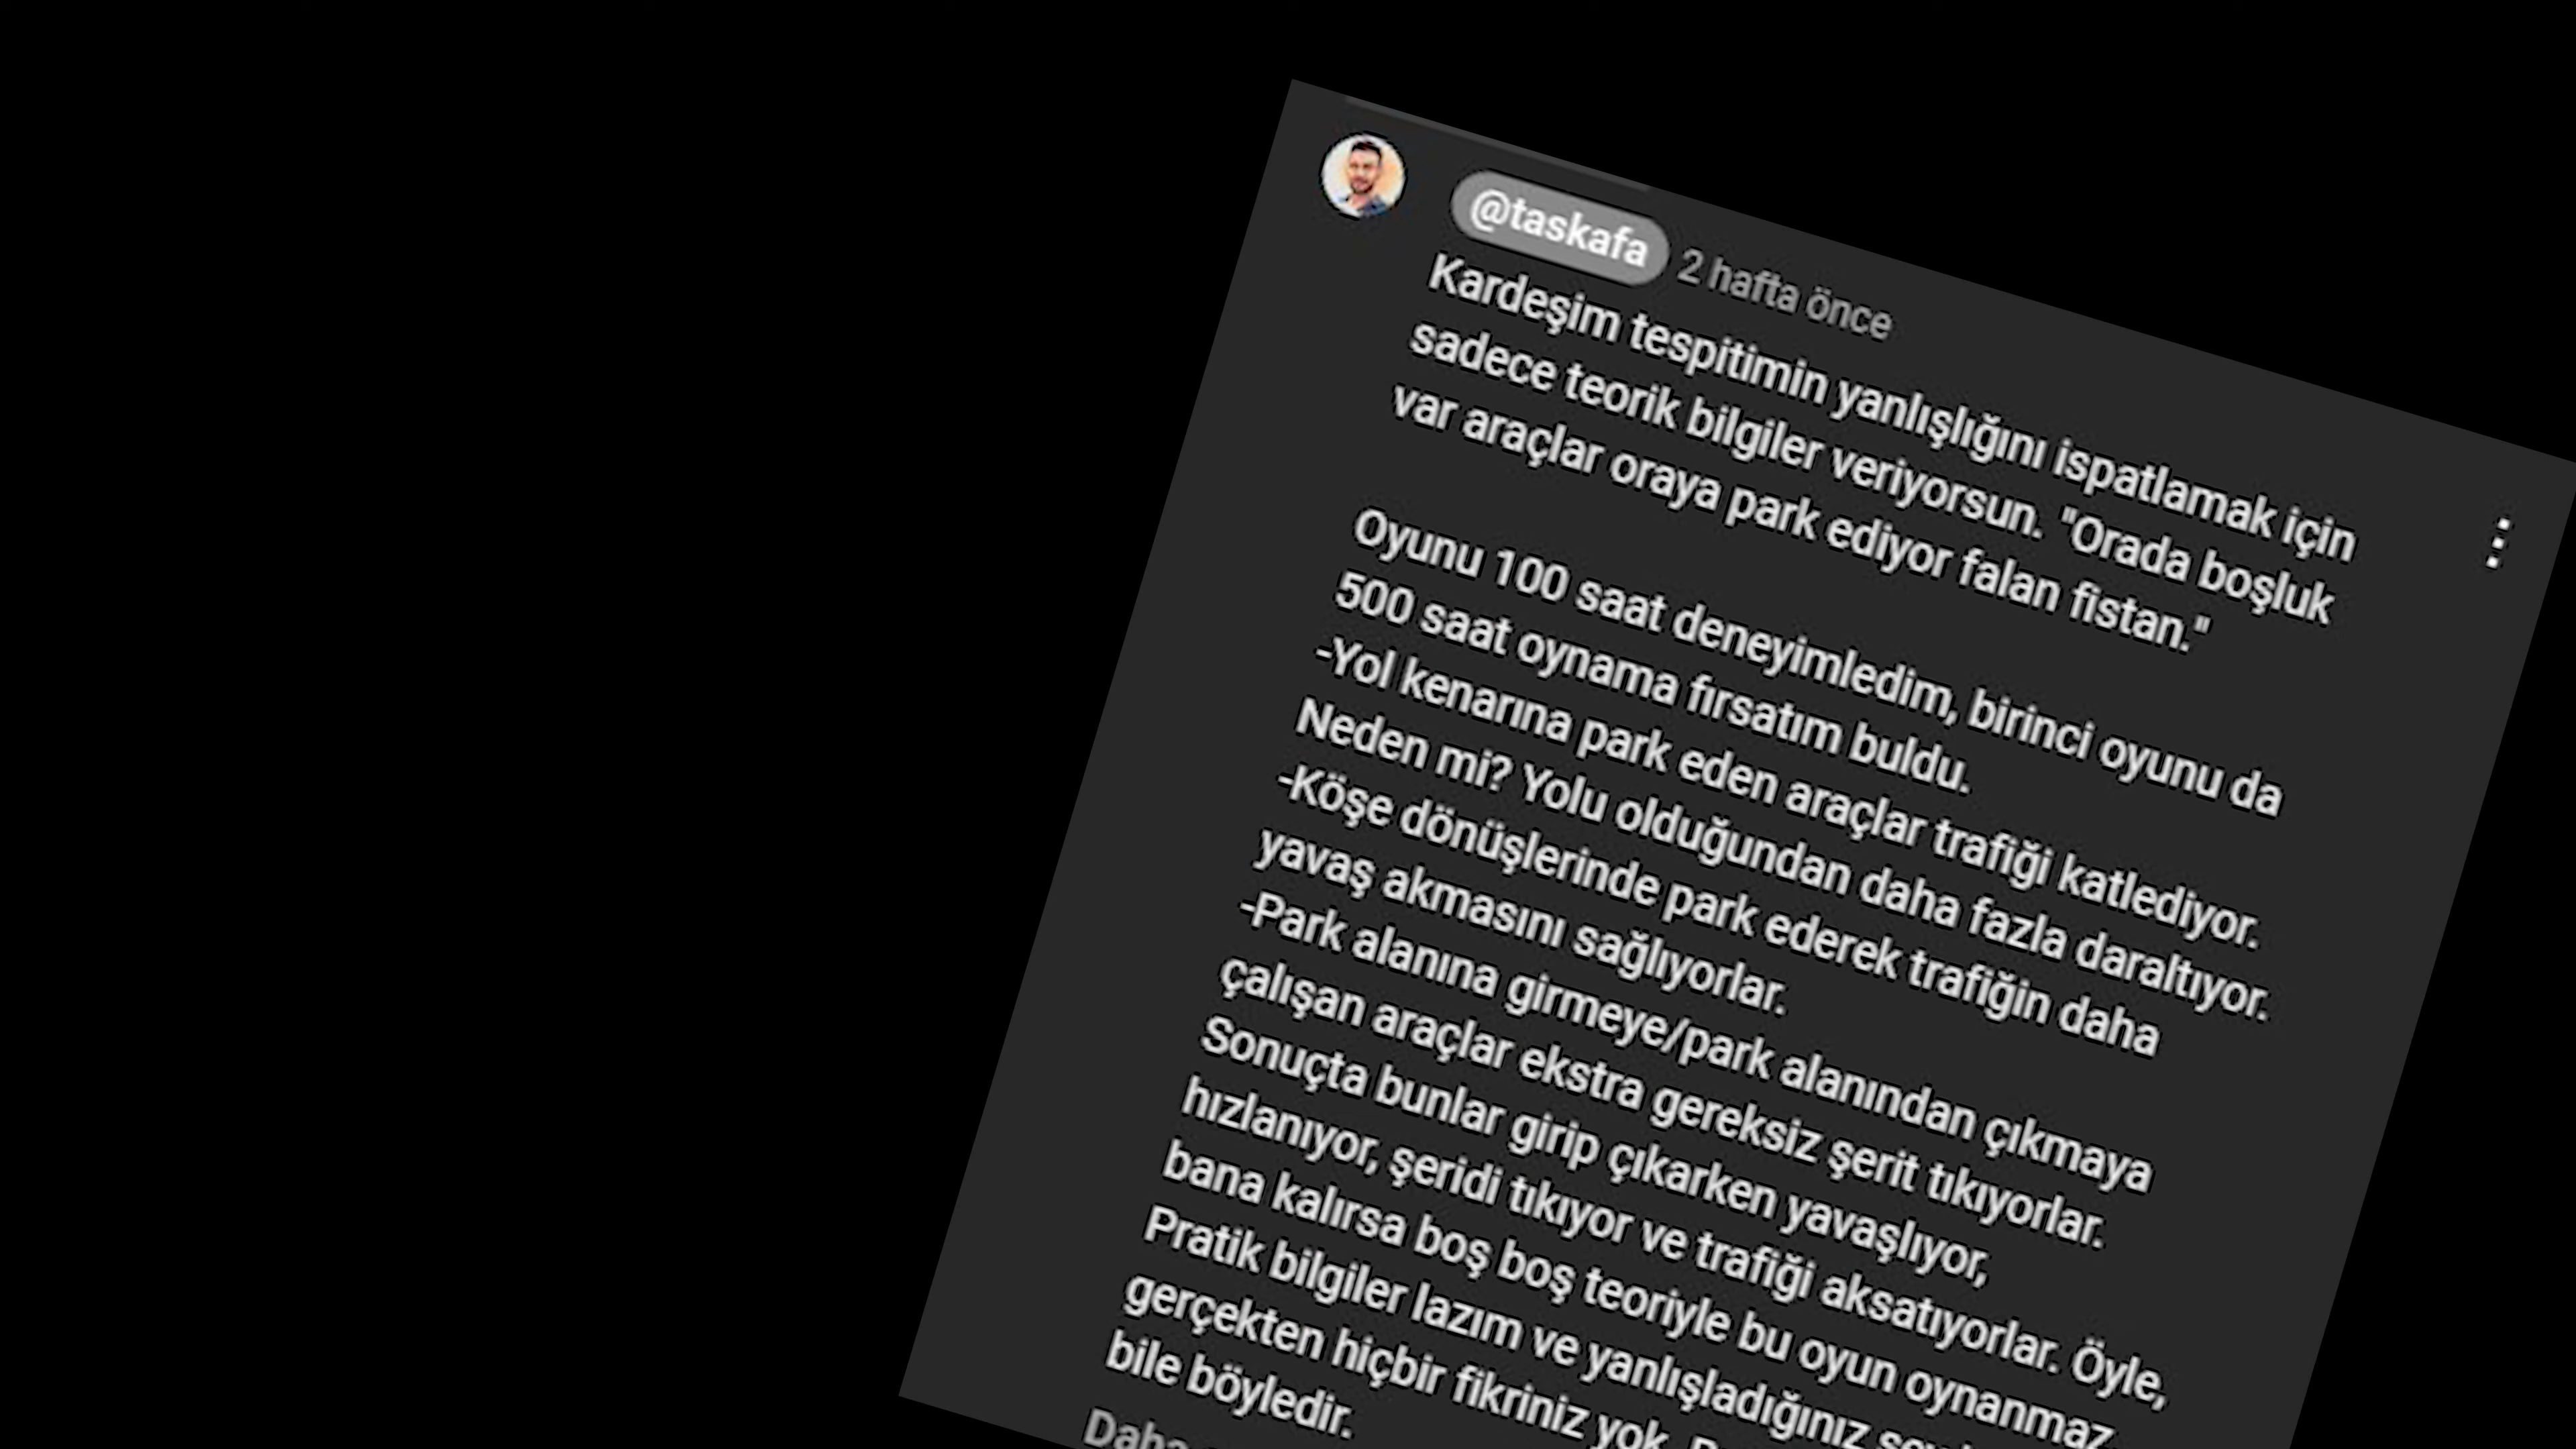 @taskafa 2 hafta önce
Kardeşim tespitimin yanlışlığını ispatlamak için
sadece teorik bilgiler veriyorsun. "Orada boşluk
var araçlar oraya park ediyor falan fistan."
Oyunu 100 saat deneyimledim, birinci oyunu da
500 saat oynama fırsatım buldu.
-Yol kenarına park eden araçlar trafiği katlediyor.
Neden mi? Yolu olduğundan daha fazla daraltıyor.
-Köşe dönüşlerinde park ederek trafiğin daha
yavaş akmasını sağlıyorlar.
-Park alanına girmeye/park alanından çıkmaya
çalışan araçlar ekstra gereksiz şerit tıkıyorlar.
Sonuçta bunlar girip çıkarken yavaşlıyor,
hızlanıyor, şeridi tıkıyor ve trafiği aksatıyorlar. Öyle,
bana kalırsa boş boş teoriyle bu oyun oynanmaz
Pratik bilgiler lazım ve yanlışladığınız
gerçekten hiçbir fikriniz yok.
bile böyledir.